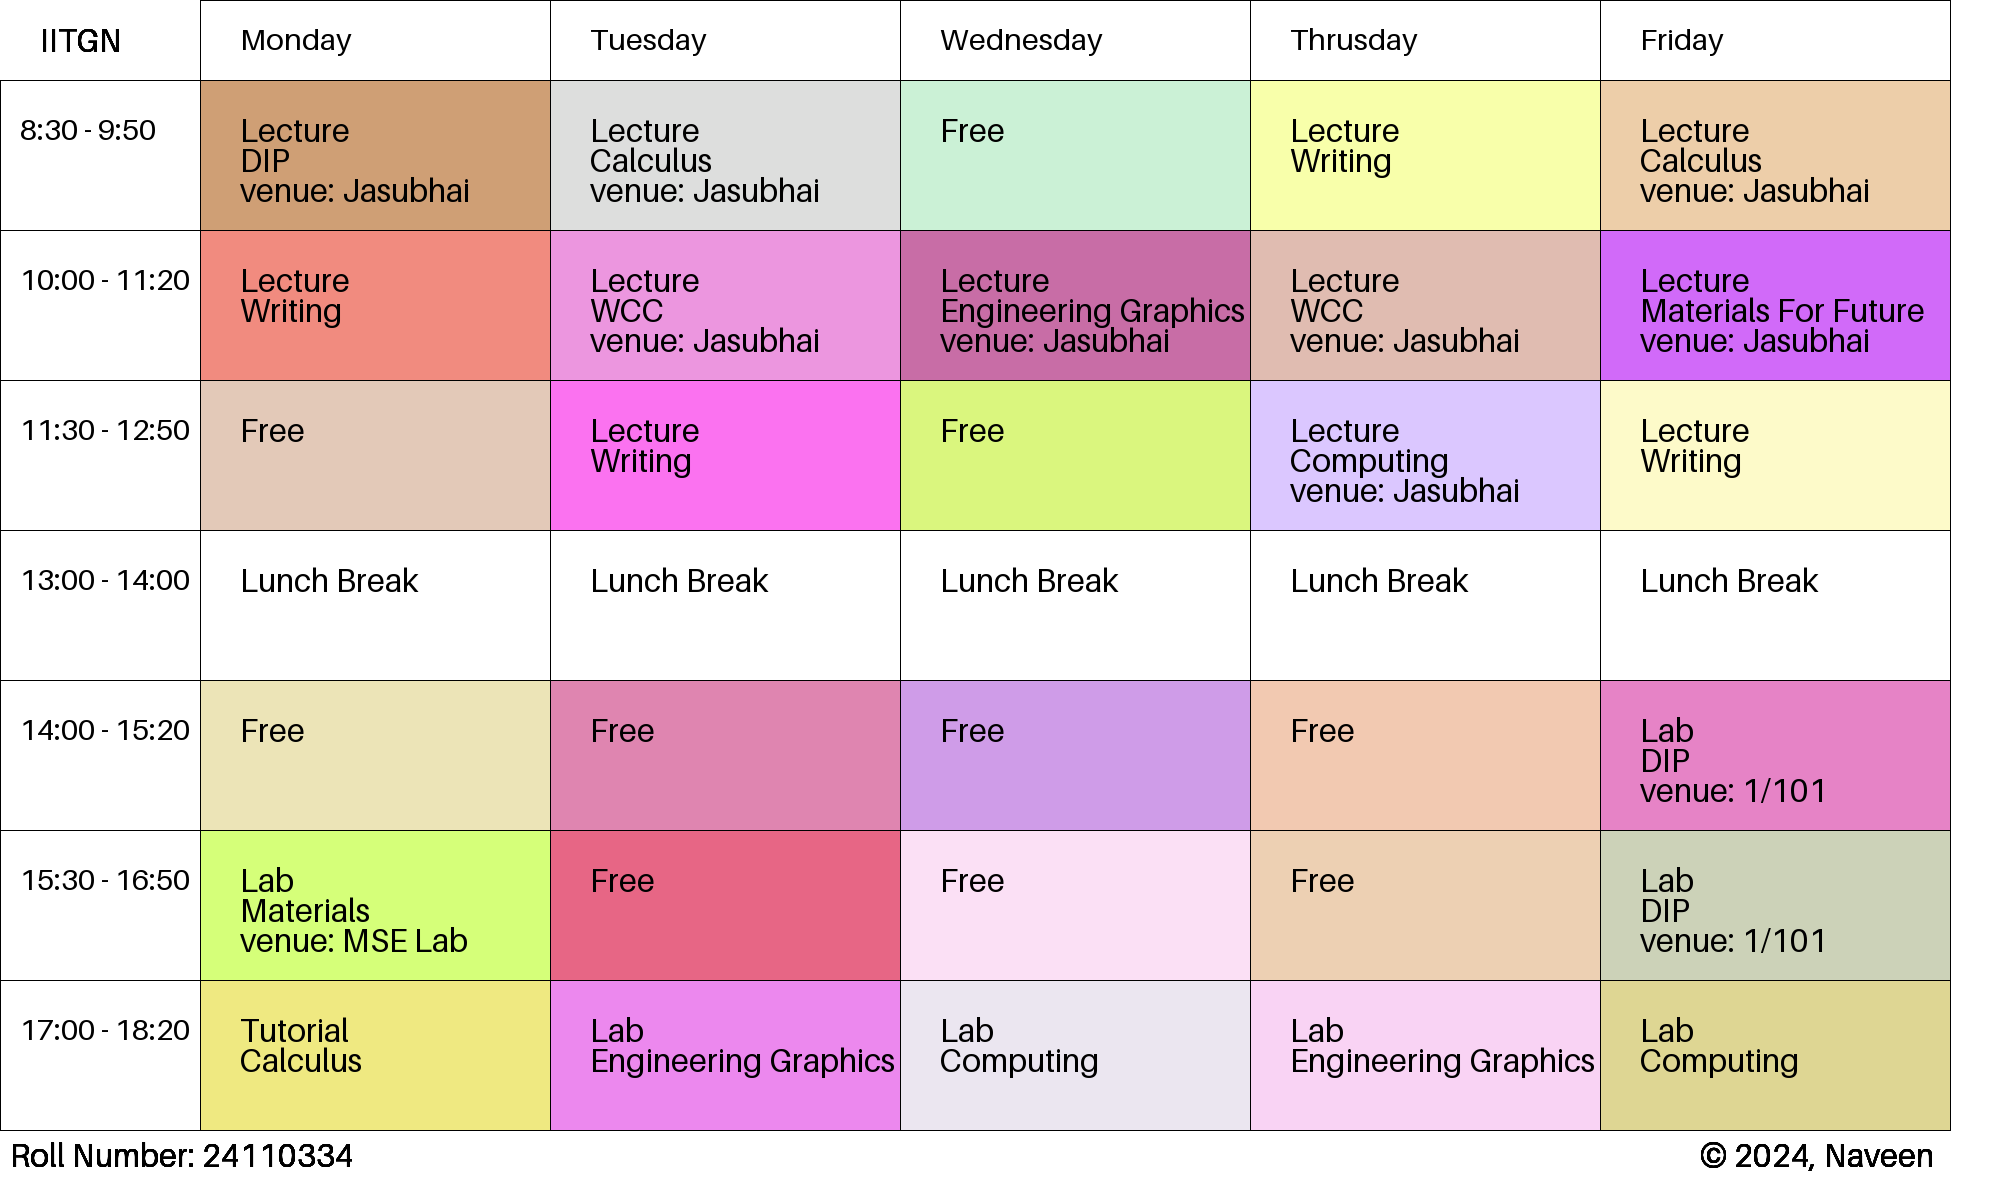 IITGN Monday Tuesday Wednesday Thrusday Friday
8:30 - 9:50
Lecture
DIP
venue: Jasubhai
Lecture
Calculus
venue: Jasubhai
Free
Lecture
Writing
Lecture
Calculus
venue: Jasubhai
10:00 - 11:20
Lecture
Writing
Lecture
WCC
venue: Jasubhai
Lecture
Engineering Graphics
venue: Jasubhai
Lecture
WCC
venue: Jasubhai
Lecture
Materials For Future
venue: Jasubhai
11:30 - 12:50
Free
Lecture
Writing
Free
Lecture
Computing
venue: Jasubhai
Lecture
Writing
13:00 - 14:00
Lunch Break
Lunch Break
Lunch Break
Lunch Break
Lunch Break
14:00 - 15:20
Free
Free
Free
Free
Lab
DIP
venue: 1/101
15:30 - 16:50
Lab
Materials
venue: MSE Lab
Free
Free
Free
Lab
DIP
venue: 1/101
17:00 - 18:20
Tutorial
Calculus
Lab
Engineering Graphics
Lab
Computing
Lab
Engineering Graphics
Lab
Computing
Roll Number: 24110334
© 2024, Naveen